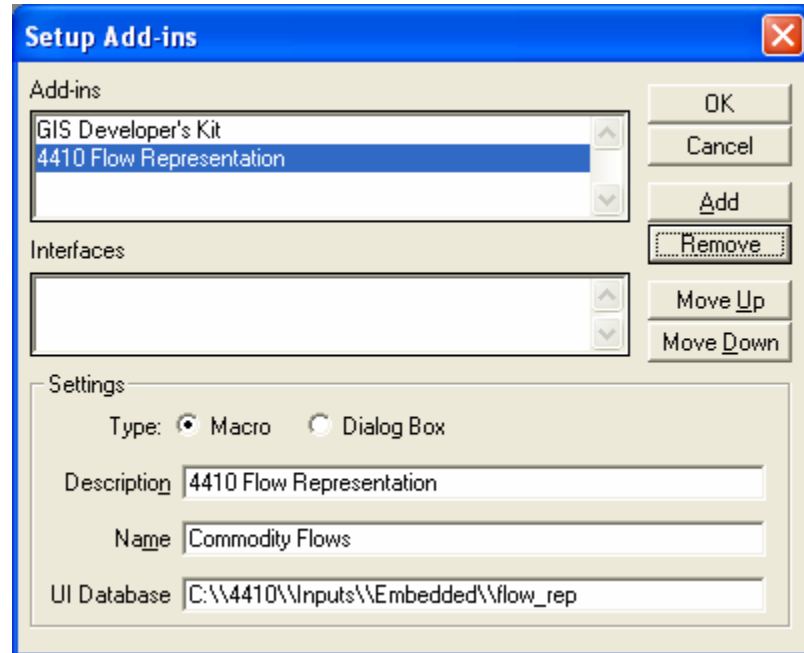 Setup Add-ins
Add-ins
GIS Developer's Kit
4410 Flow Representation
OK
Cancel
Add
Remove
Interfaces
Move Up
Move Down
Settings
Type: Macro Dialog Box
Description 4410 Flow Representation
Name Commodity Flows
UI Database C:\\4410\\Inputs\\Embedded\\flow_rep